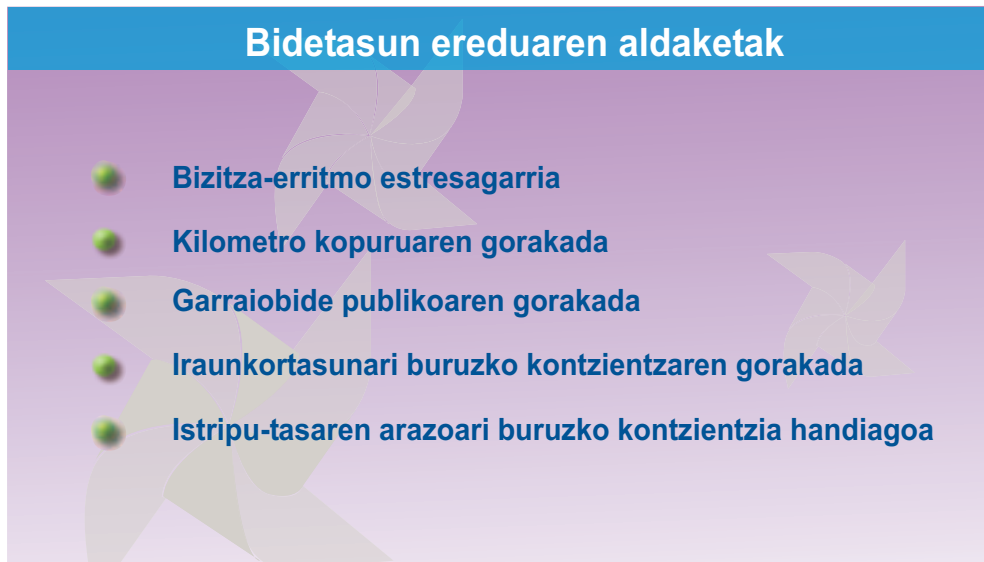 Bidetasun ereduaren aldaketak
Bizitza-erritmo estresagarria
Kilometro kopuruaren gorakada
Garraiobide publikoaren gorakada
Iraunkortasunari buruzko kontzientzaren gorakada
Istripu-tasaren arazoari buruzko kontzientzia handiagoa